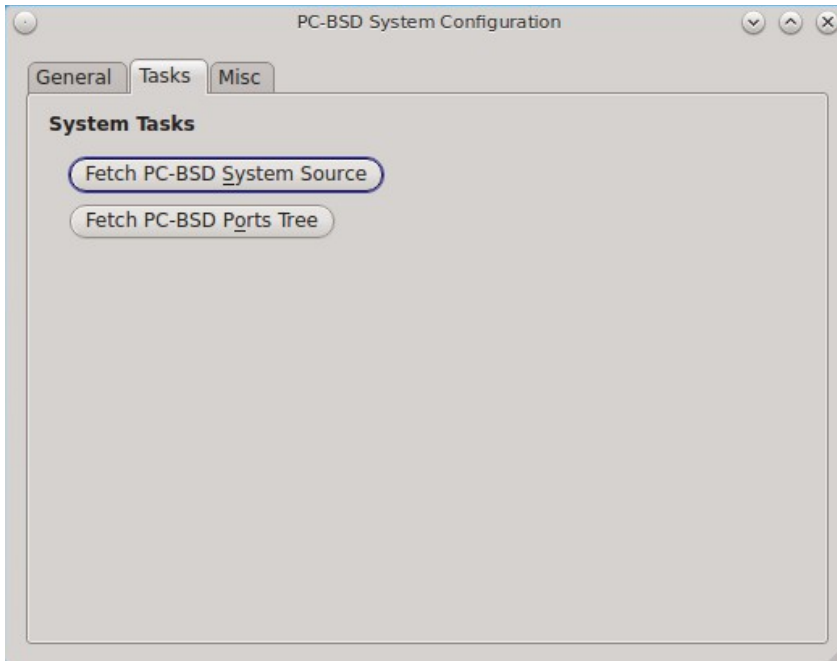 PC-BSD System Configuration
General Tasks Misc
System Tasks
Fetch PC-BSD System Source
Fetch PC-BSD Ports Tree